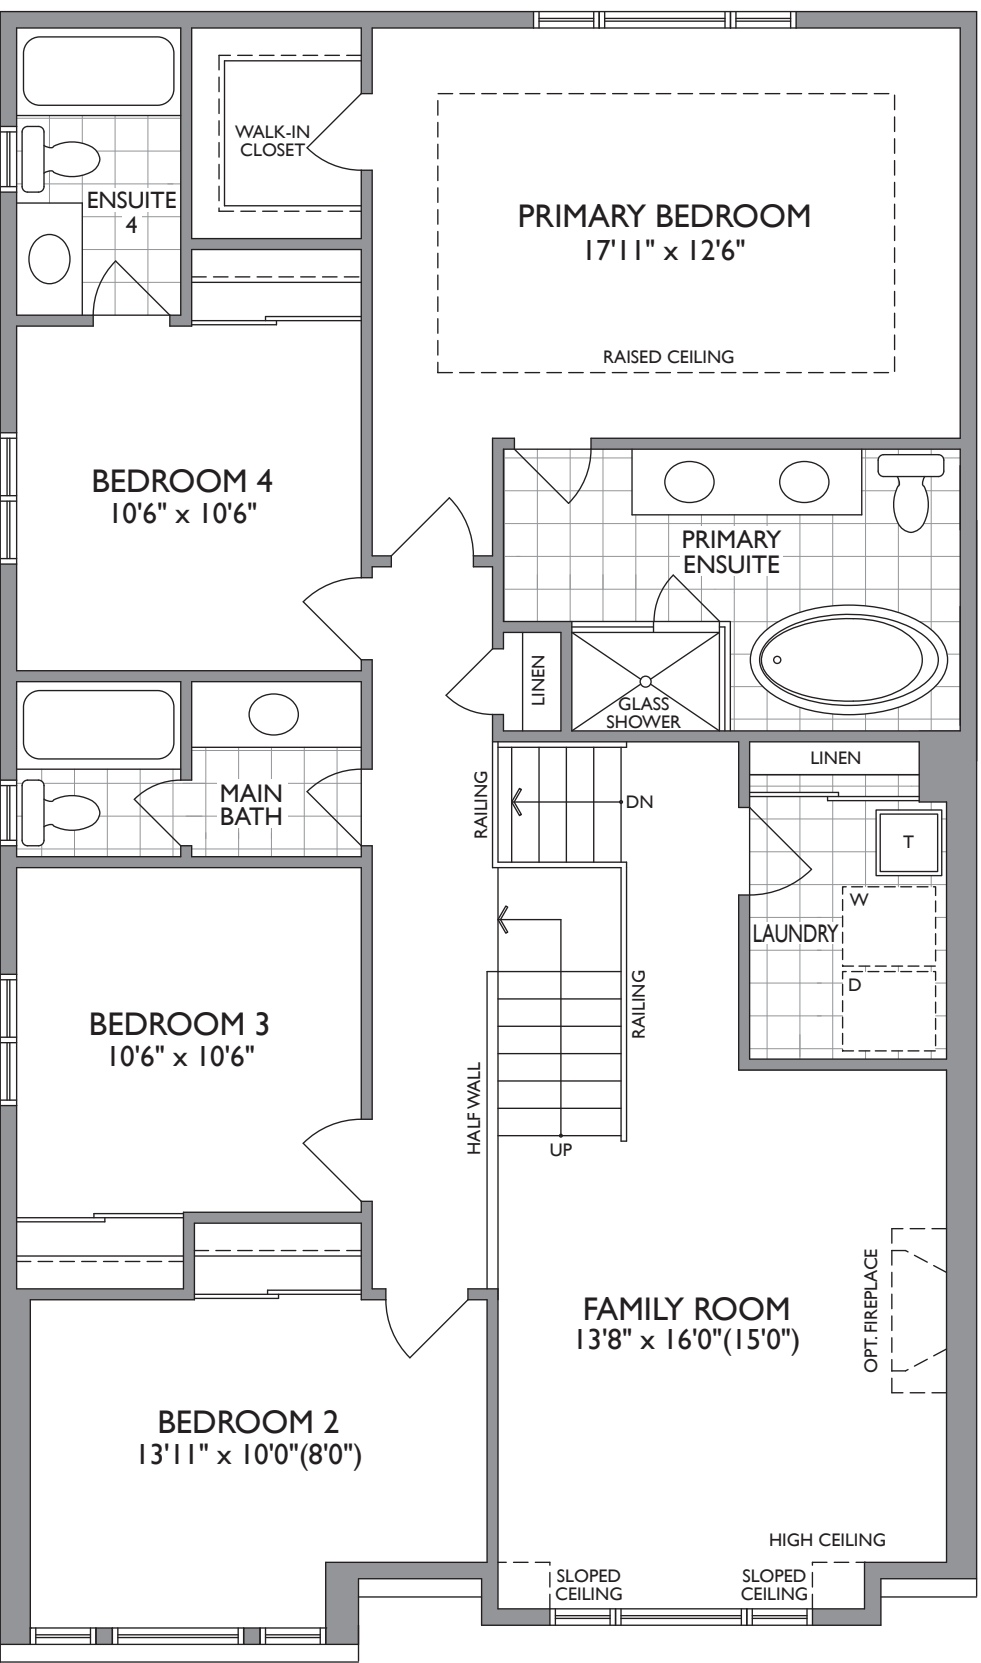 WALK-IN
CLOSET
ENSUITE
4
PRIMARY BEDROOM
17'11" x 12'6"
RAISED CEILING
BEDROOM 4
10'6" x 10'6"
PRIMARY
ENSUITE
LINEN
GLASS
SHOWER
MAIN
BATH
RAILING
DN
LINEN
T
W
LAUNDRY
D
RAILING
BEDROOM 3
10'6" x 10'6"
HALF WALL
UP
FAMILY ROOM
13'8" x 16'0"(15'0")
OPT. FIREPLACE
BEDROOM 2
13'11" x 10'0"(8'0")
HIGH CEILING
SLOPED
CEILING
SLOPED
CEILING